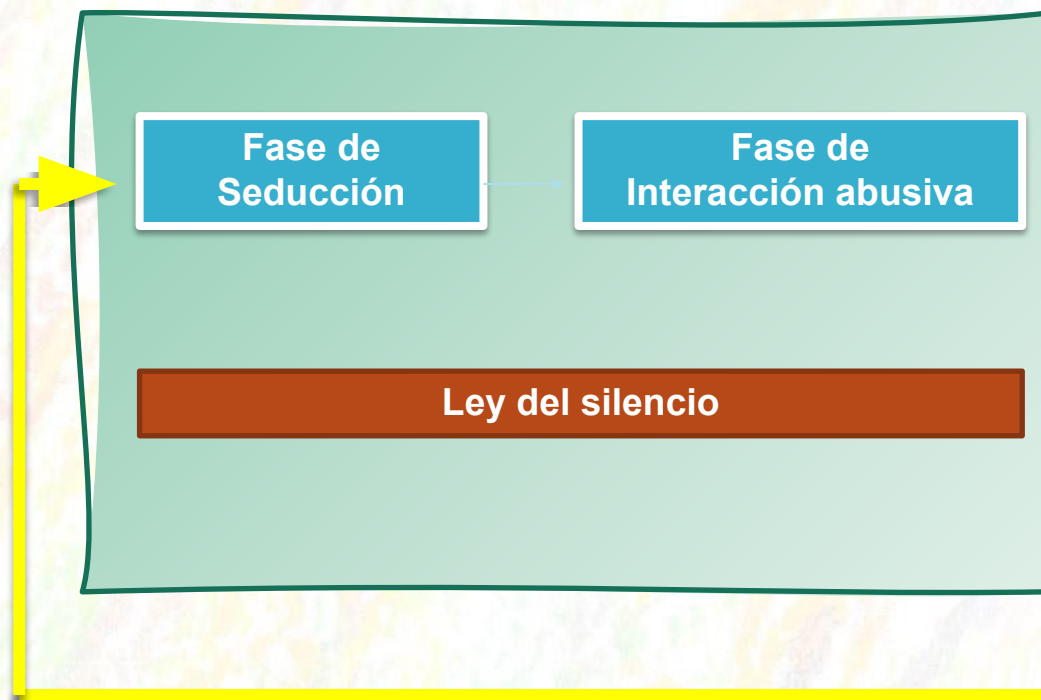 Fase de
Seducción
Fase de
Interacción abusiva
Ley del silencio